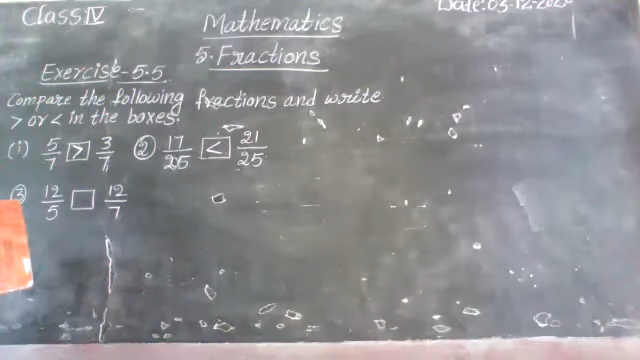 Class IV
Mathematics
5. Fractions
Exercise-5.5
Compare the following fractions and write
> or < in the boxes.
(1) 5/7 > 3/7 (2) 17/25 < 21/25
(3) 12/5 □ 12/7